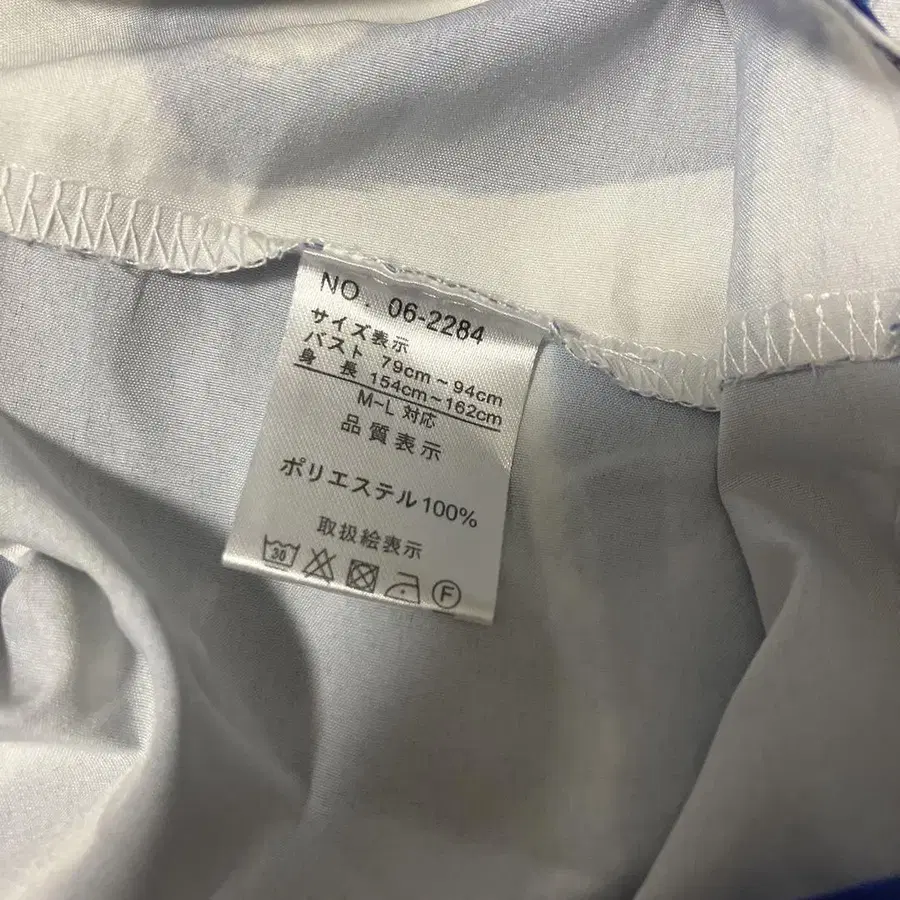 NO. 06-2284
サイズ表示
バスト 79cm~94cm
身 長 154cm~162cm
M~L 対応
品質表示
ポリエステル100%
取扱絵表示
30 F